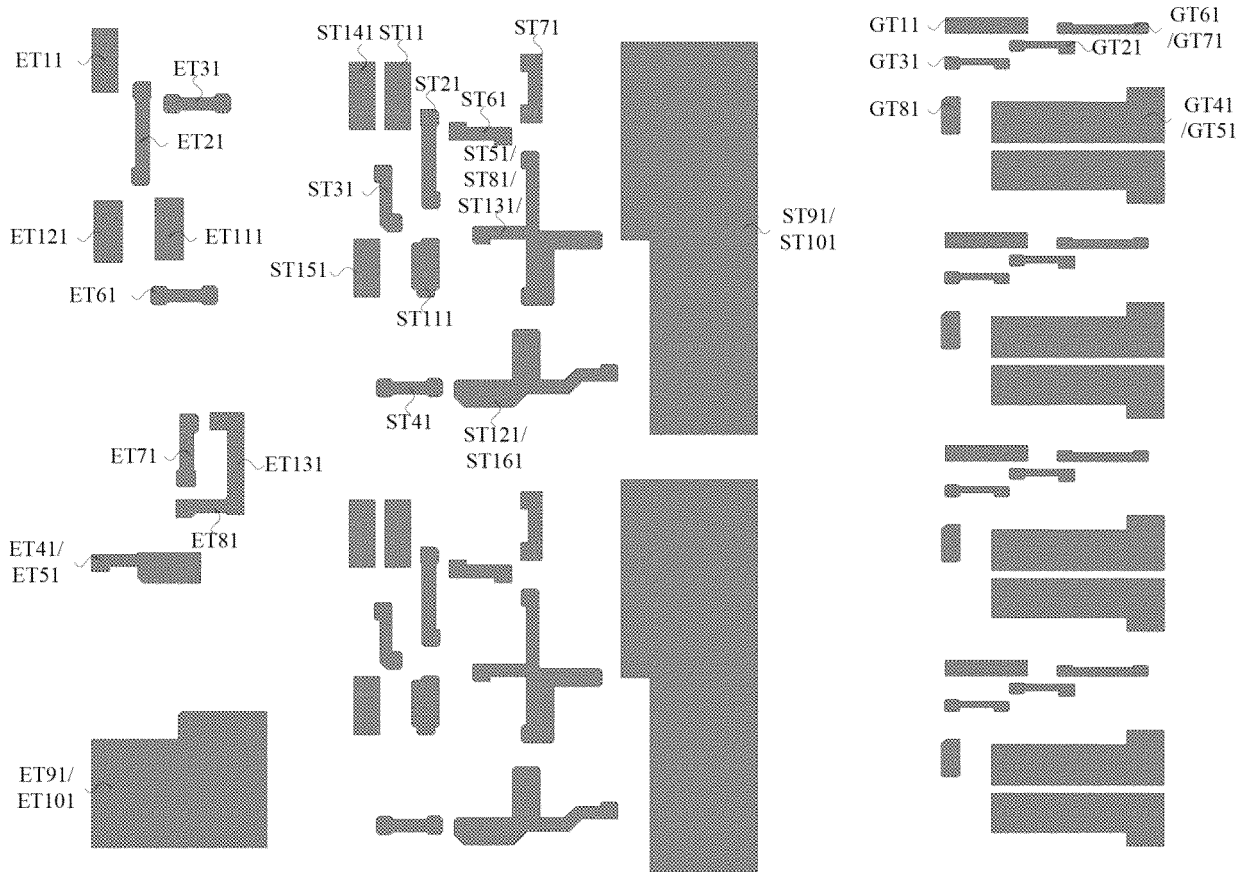 ET11
ET31
ET21
ET121
ET111
ET61
ET71
ET131
ET81
ET41/
ET51
ET91/
ET101
ST141
ST11
ST71
ST21
ST61
ST51/
ST81/
ST131/
ST31
ST151
ST111
ST41
ST121/
ST161
ST91/
ST101
GT11
GT61
/GT71
GT21
GT31
GT81
GT41
/GT51